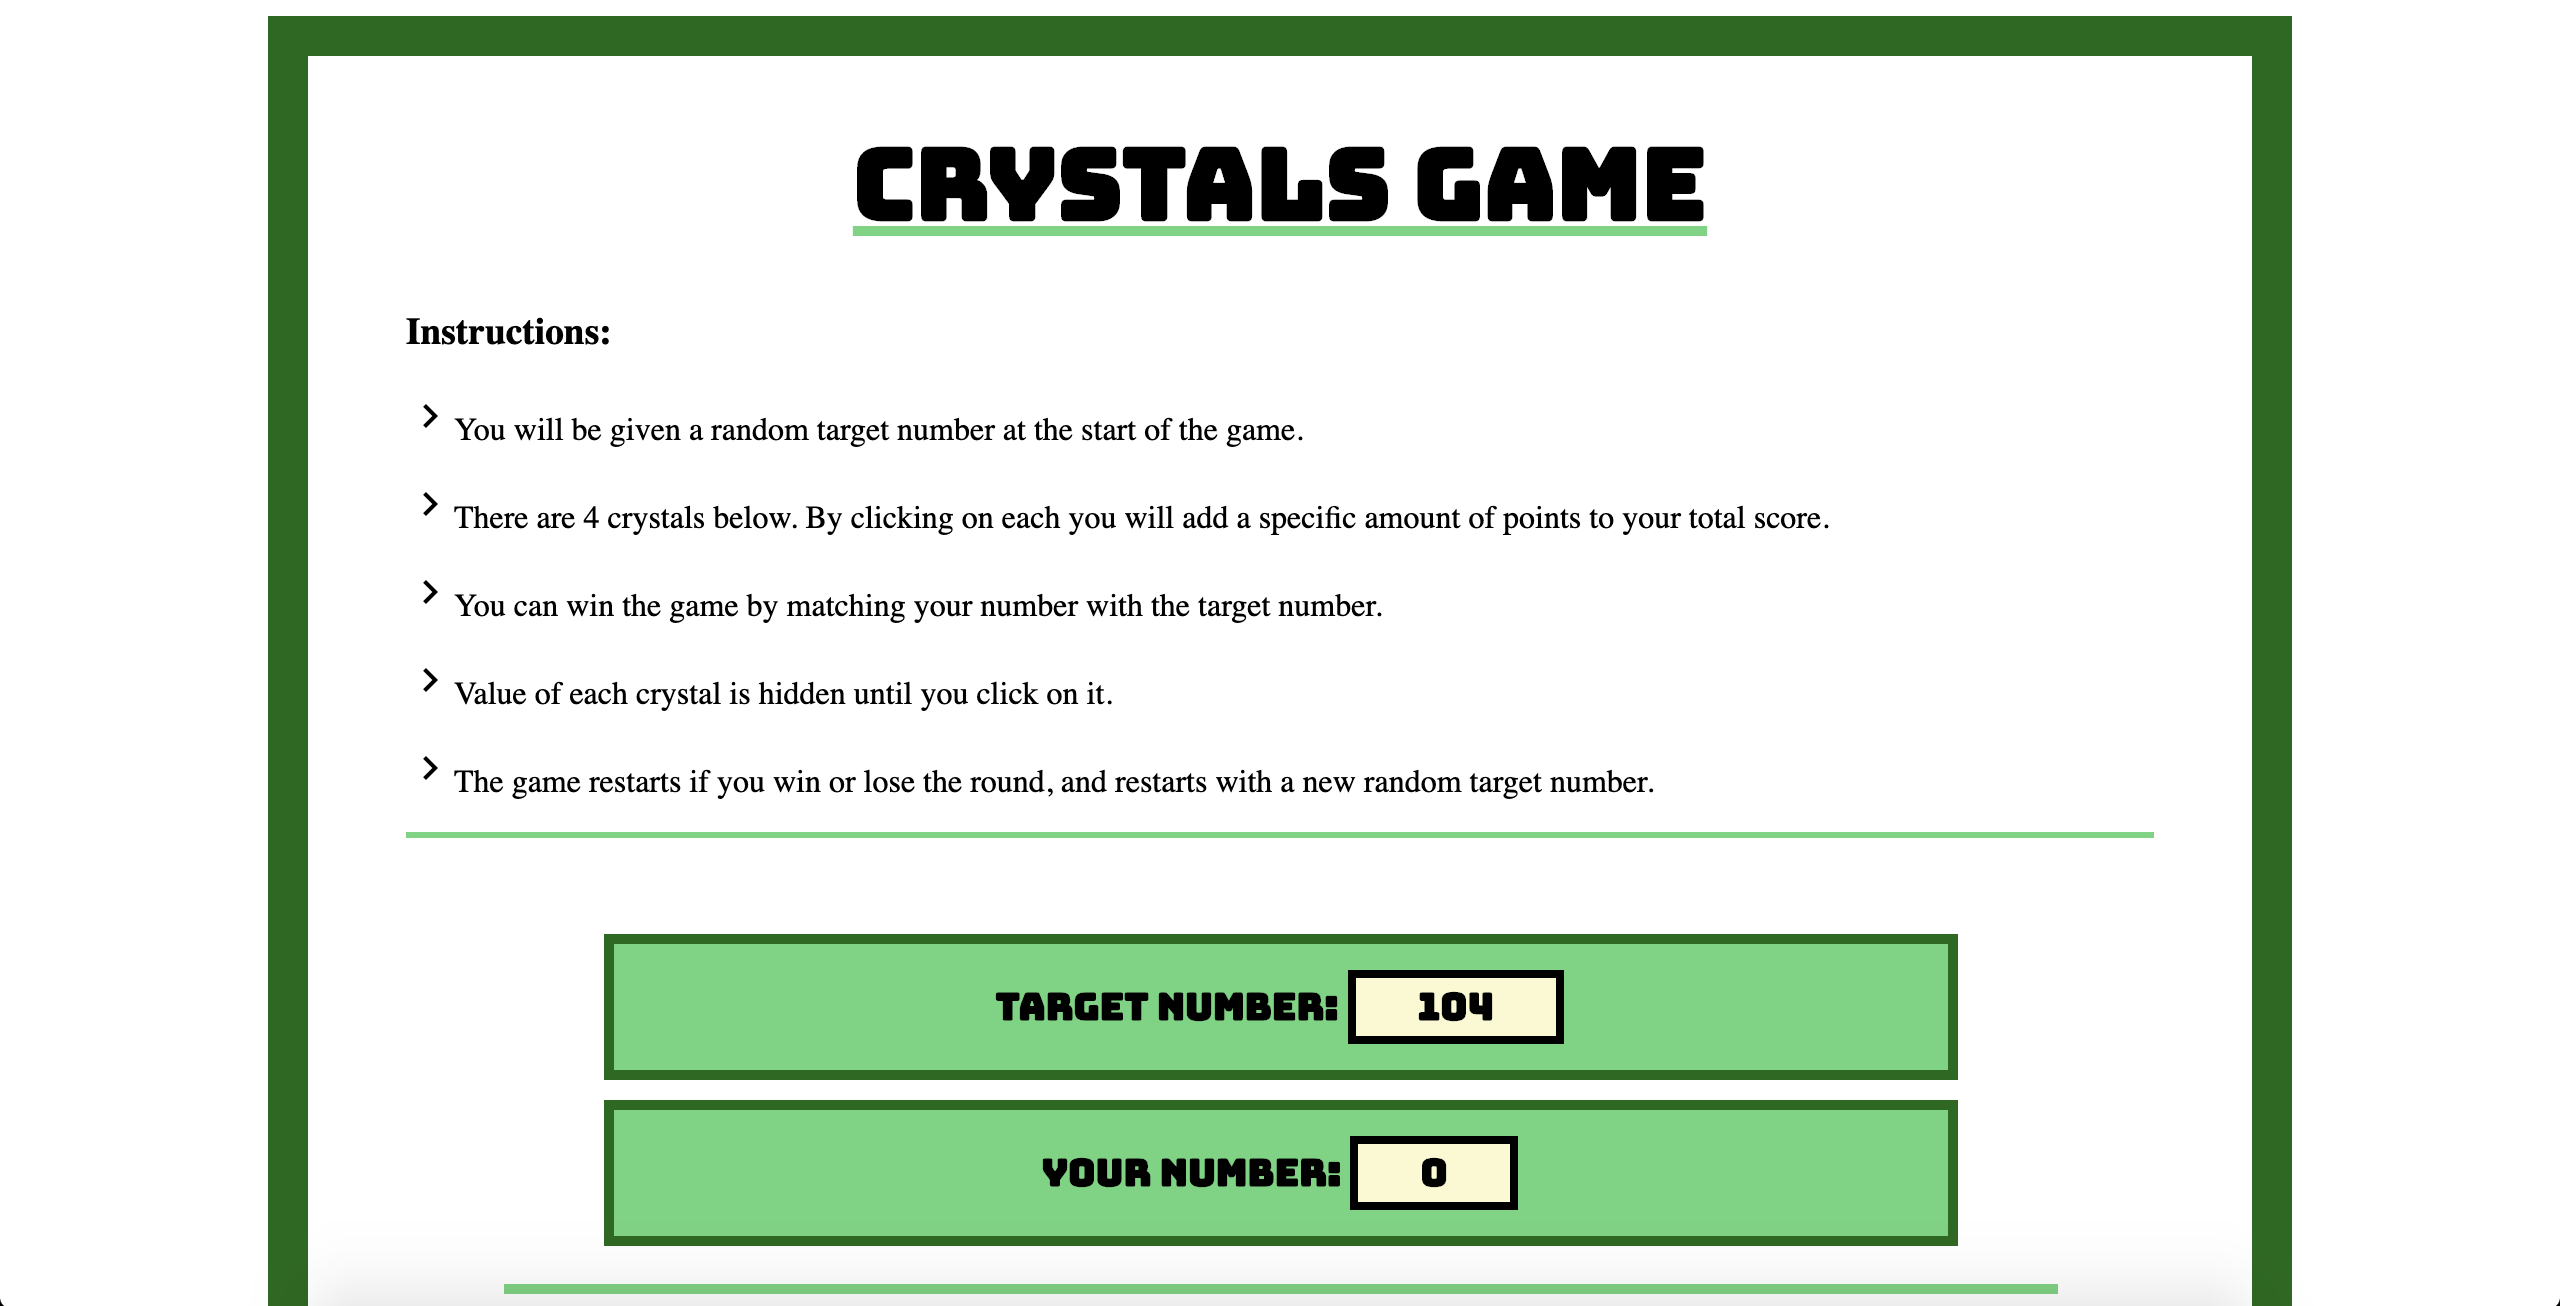 CRYSTALS GAME
Instructions:
You will be given a random target number at the start of the game.
There are 4 crystals below. By clicking on each you will add a specific amount of points to your total score.
You can win the game by matching your number with the target number.
Value of each crystal is hidden until you click on it.
The game restarts if you win or lose the round, and restarts with a new random target number.
TARGET NUMBER: 104
YOUR NUMBER: 0